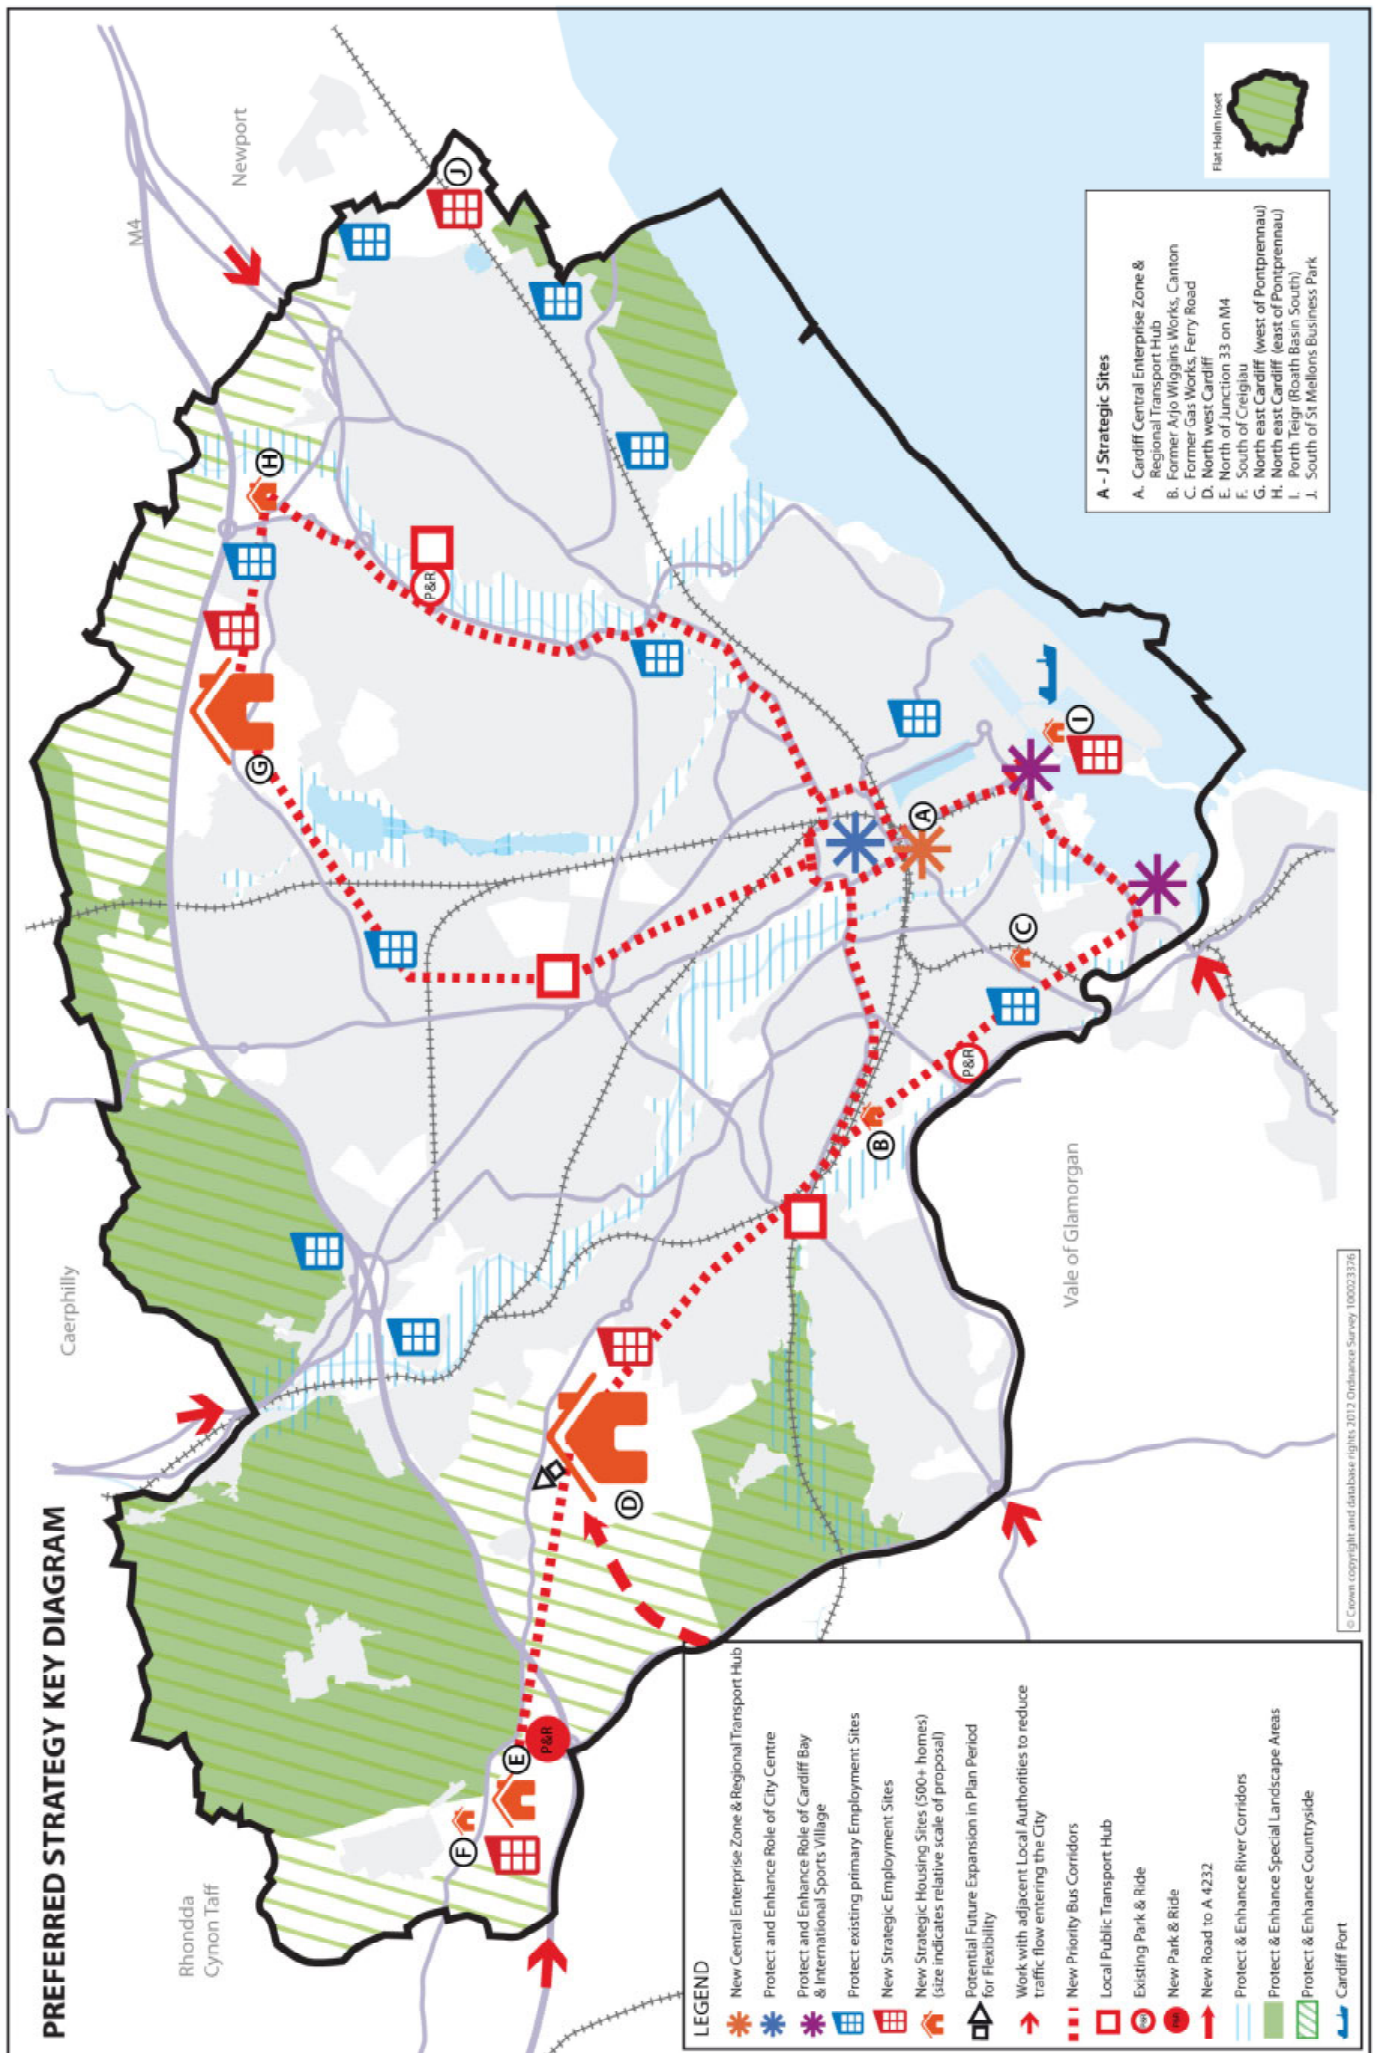 PREFERRED STRATEGY KEY DIAGRAM
Rhondda
Cynon Taff
Caerphilly
Newport
M4
Vale of Glamorgan
A
B
C
D
E
F
G
H
I
J
P&R
P&R
P&R
LEGEND
New Central Enterprise Zone & Regional Transport Hub
Protect and Enhance Role of City Centre
Protect and Enhance Role of Cardiff Bay
& International Sports Village
Protect existing primary Employment Sites
New Strategic Employment Sites
New Strategic Housing Sites (500+ homes)
(size indicates relative scale of proposal)
Potential Future Expansion in Plan Period
for Flexibility
Work with adjacent Local Authorities to reduce
traffic flow entering the City
New Priority Bus Corridors
Local Public Transport Hub
P&R
Existing Park & Ride
P&R
New Park & Ride
New Road to A 4232
Protect & Enhance River Corridors
Protect & Enhance Special Landscape Areas
Protect & Enhance Countryside
Cardiff Port
© Crown copyright and database rights 2012 Ordnance Survey 100023376
A - J Strategic Sites
A. Cardiff Central Enterprise Zone &
Regional Transport Hub
B. Former Arjo Wiggins Works, Canton
C. Former Gas Works, Ferry Road
D. North west Cardiff
E. North of Junction 33 on M4
F. South of Creigiau
G. North east Cardiff (west of Pontprennau)
H. North east Cardiff (east of Pontprennau)
I. Porth Teigr (Roath Basin South)
J. South of St Mellons Business Park
Flat Holm Inset